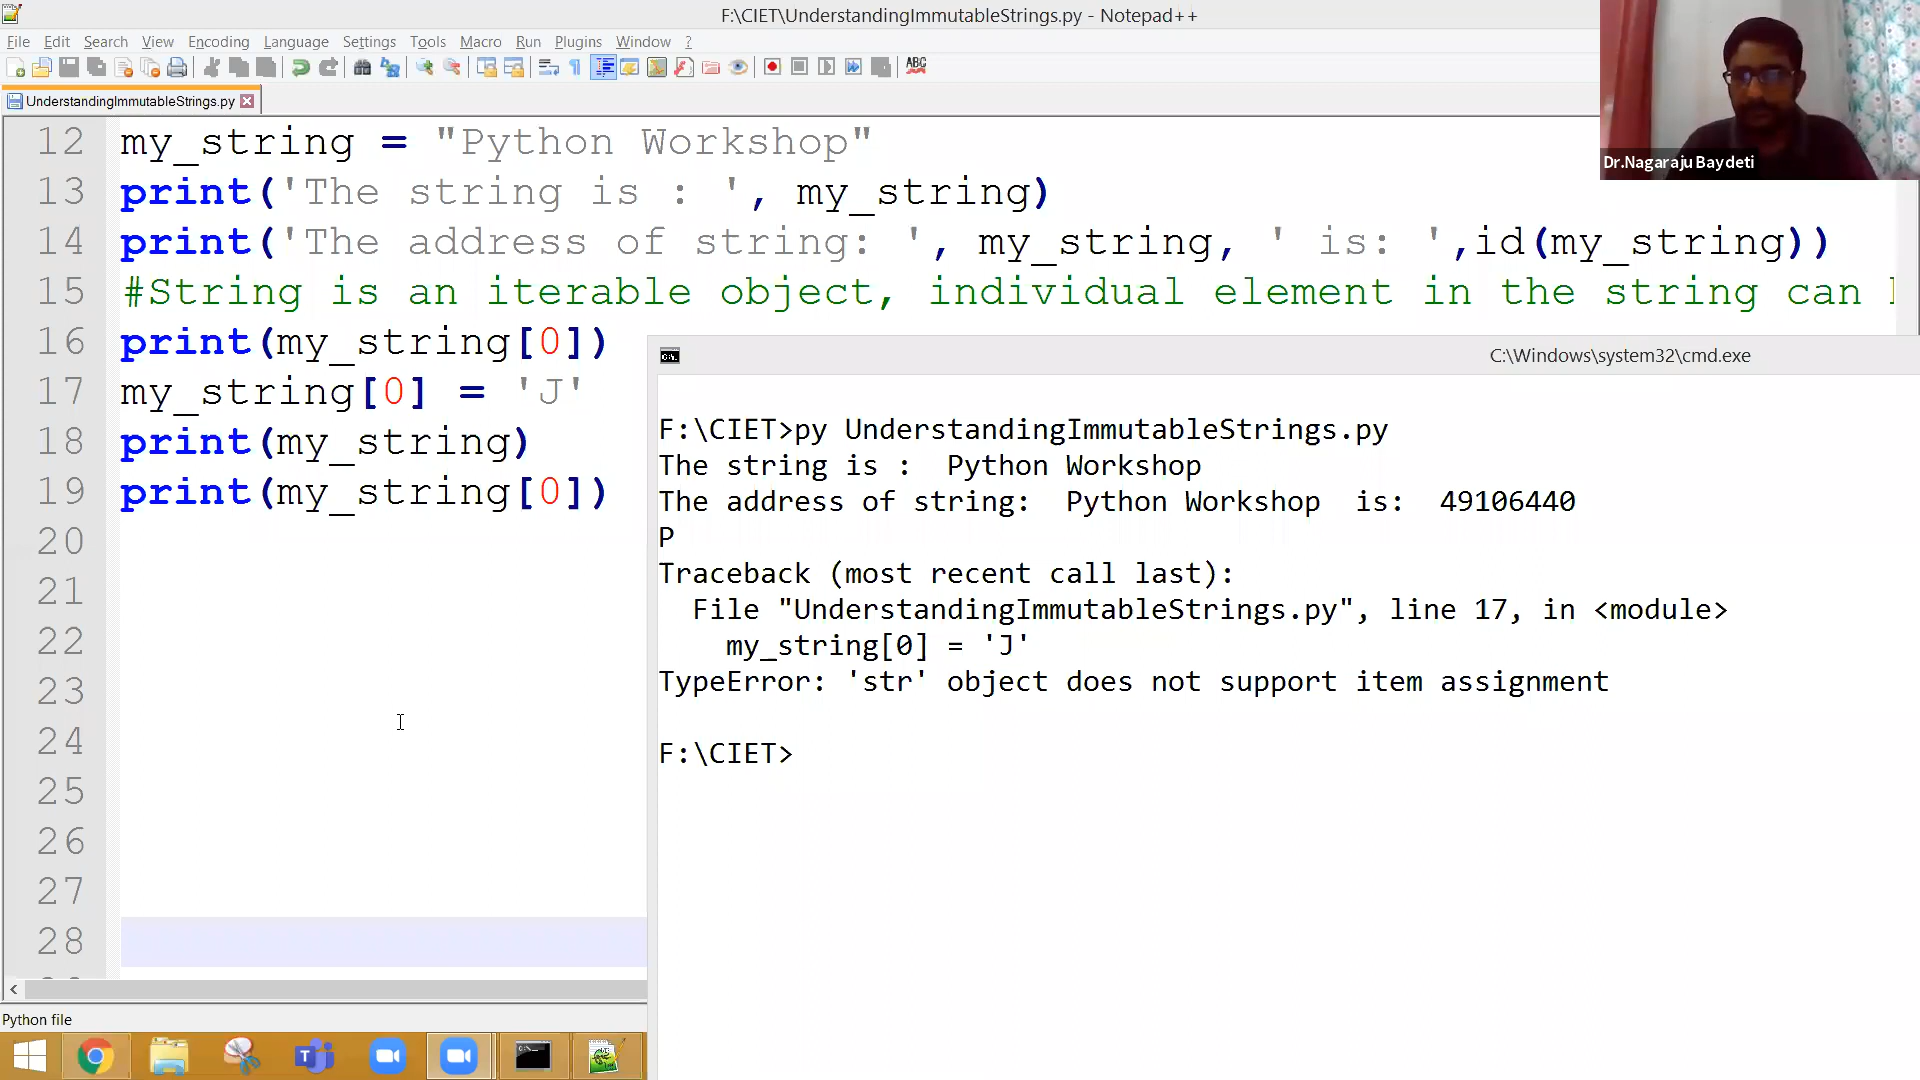 F:\CIET\UnderstandingImmutableStrings.py - Notepad++
File Edit Search View Encoding Language Settings Tools Macro Run Plugins Window ?
ABC
UnderstandingImmutableStrings.py
12 my_string = "Python Workshop"
13 print('The string is : ', my_string)
14 print('The address of string: ', my_string, ' is: ',id(my_string))
15 #String is an iterable object, individual element in the string can
16 print(my_string[0])
17 my_string[0] = 'J'
18 print(my_string)
19 print(my_string[0])
20
21
22
23
24
25
26
27
28
Dr.Nagaraju Baydeti
C:\Windows\system32\cmd.exe
F:\CIET>py UnderstandingImmutableStrings.py
The string is :  Python Workshop
The address of string:  Python Workshop  is:  49106440
P
Traceback (most recent call last):
  File "UnderstandingImmutableStrings.py", line 17, in <module>
    my_string[0] = 'J'
TypeError: 'str' object does not support item assignment
F:\CIET>
Python file